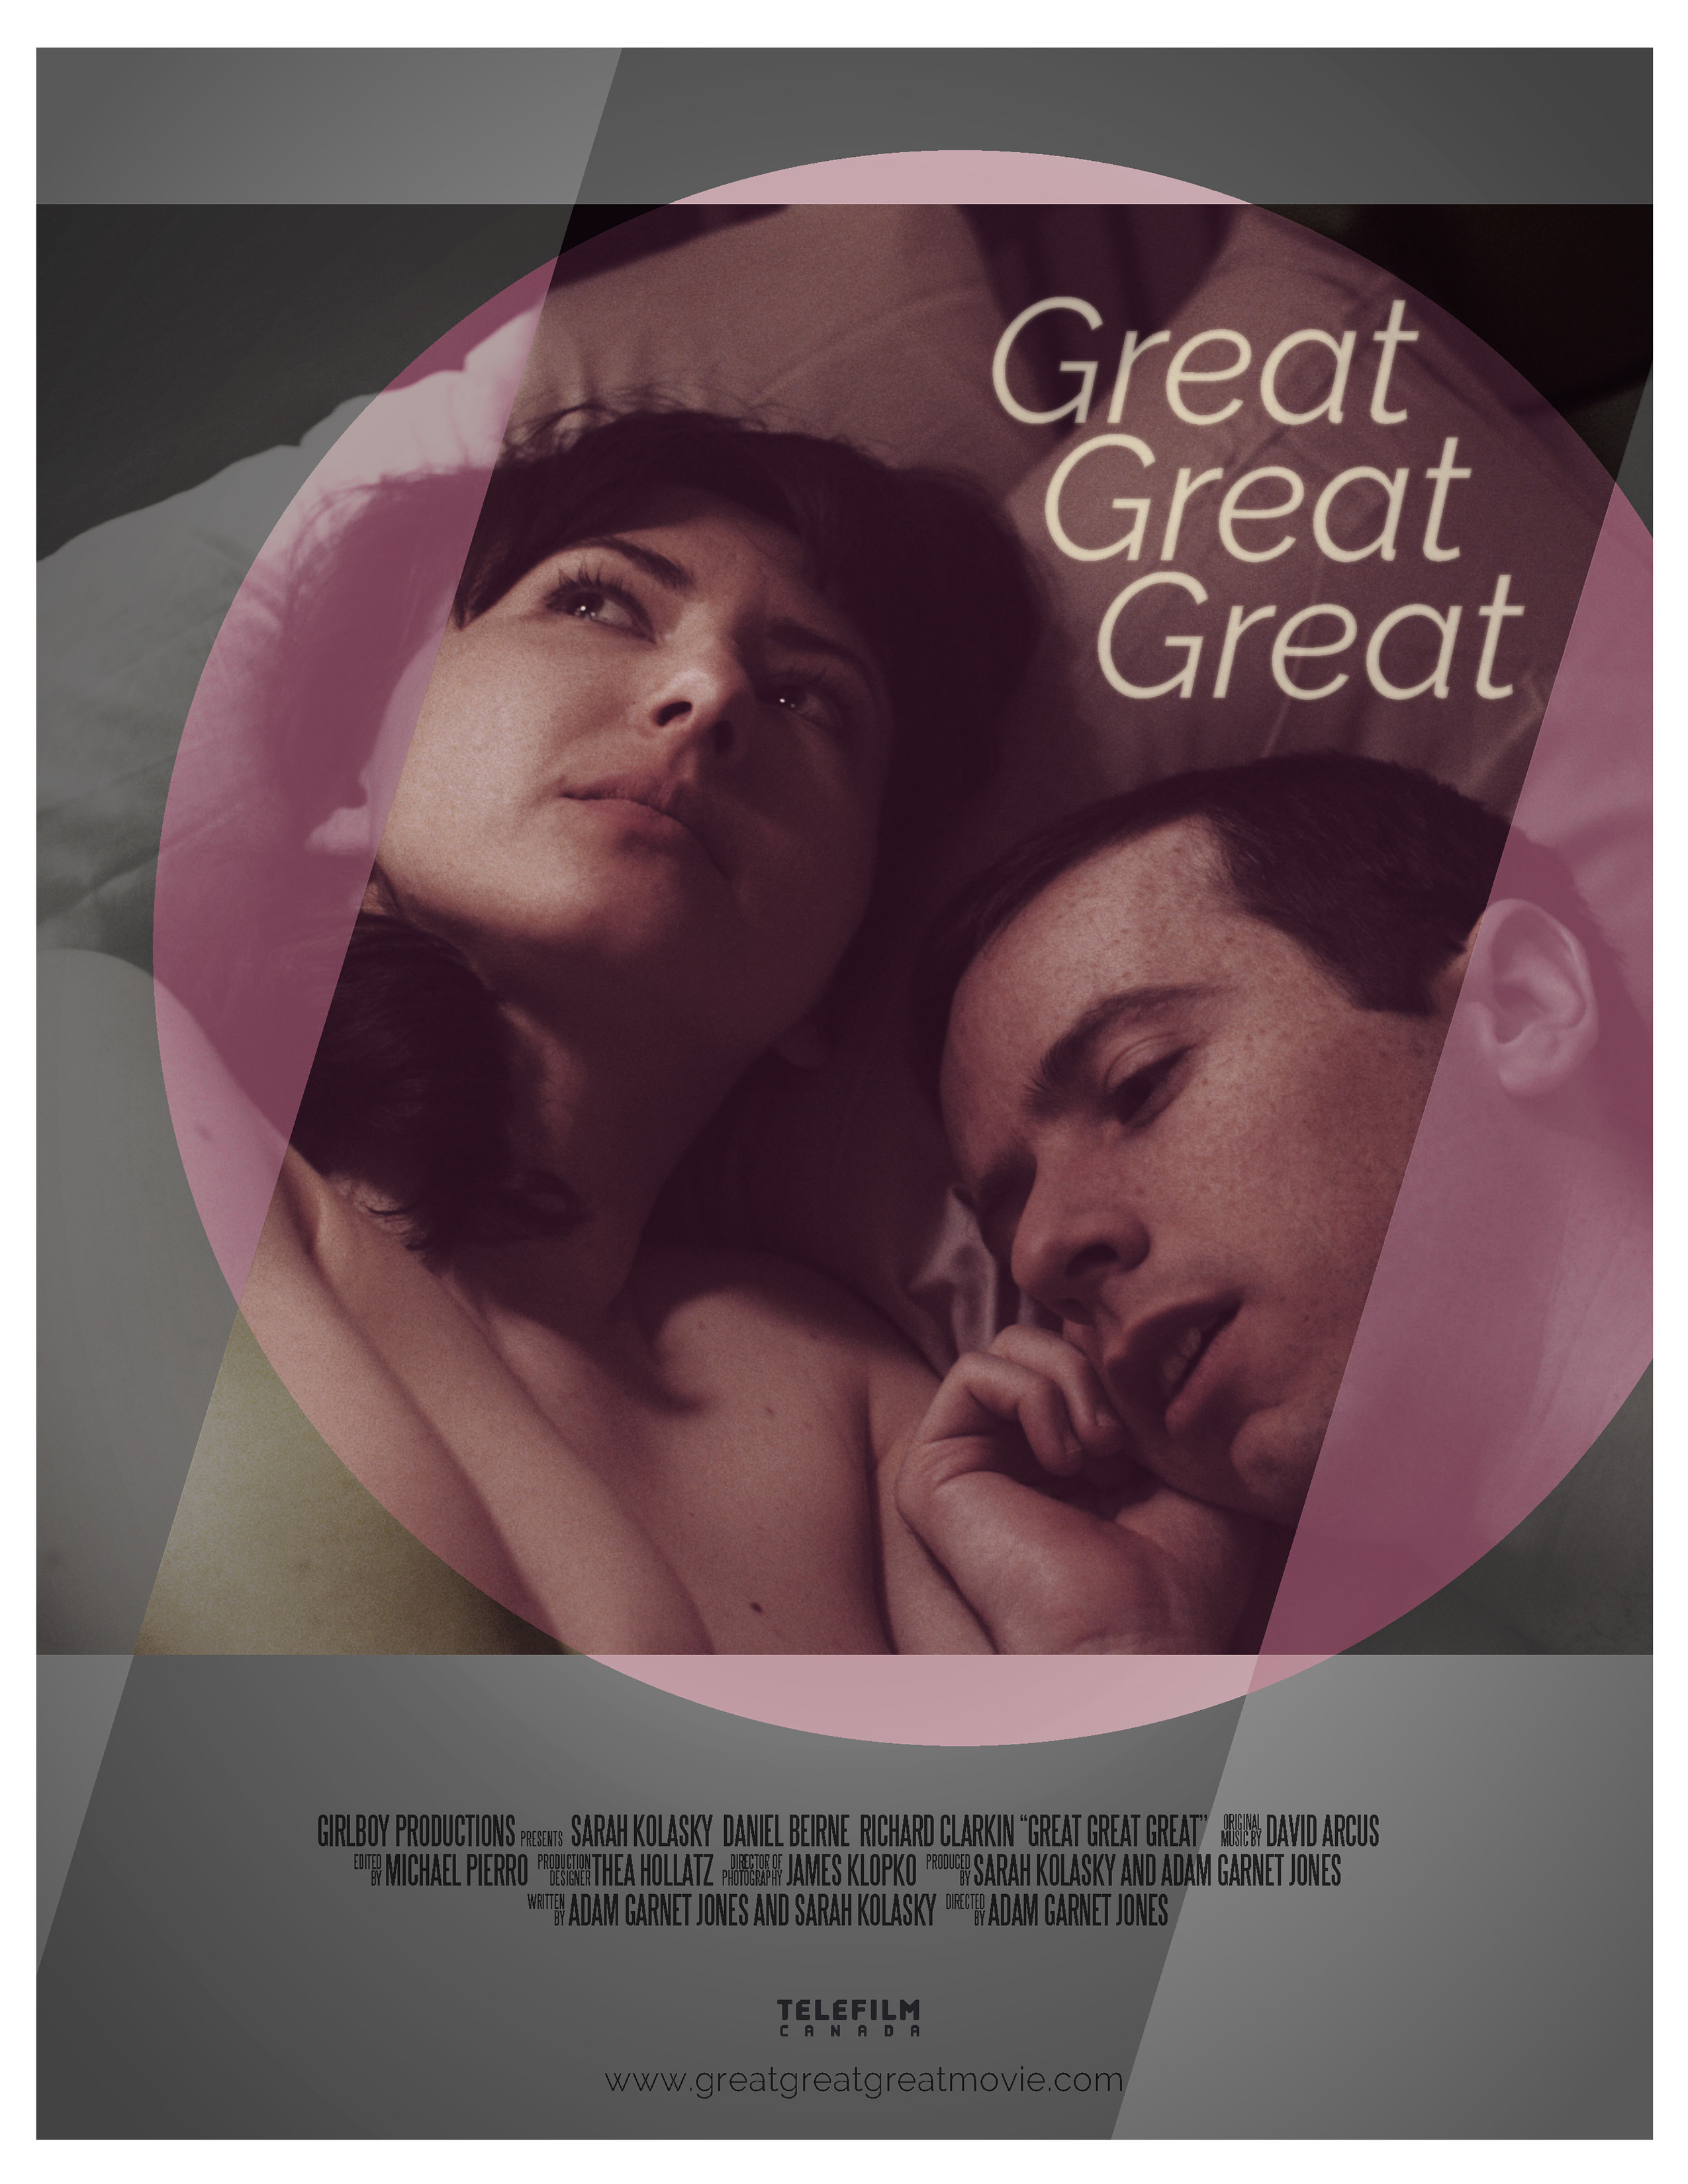 Great
Great
Great
GIRLBOY PRODUCTIONS PRESENTS SARAH KOLASKY DANIEL BEIRNE RICHARD CLARKIN “GREAT GREAT GREAT” ORIGINAL MUSIC BY DAVID ARCUS
EDITED BY MICHAEL PIERRO PRODUCTION DESIGNER THEA HOLLATZ DIRECTOR OF PHOTOGRAPHY JAMES KLOPKO PRODUCED BY SARAH KOLASKY AND ADAM GARNET JONES
WRITTEN BY ADAM GARNET JONES AND SARAH KOLASKY DIRECTED BY ADAM GARNET JONES
TELEFILM
CANADA
www.greatgreatgreatmovie.com